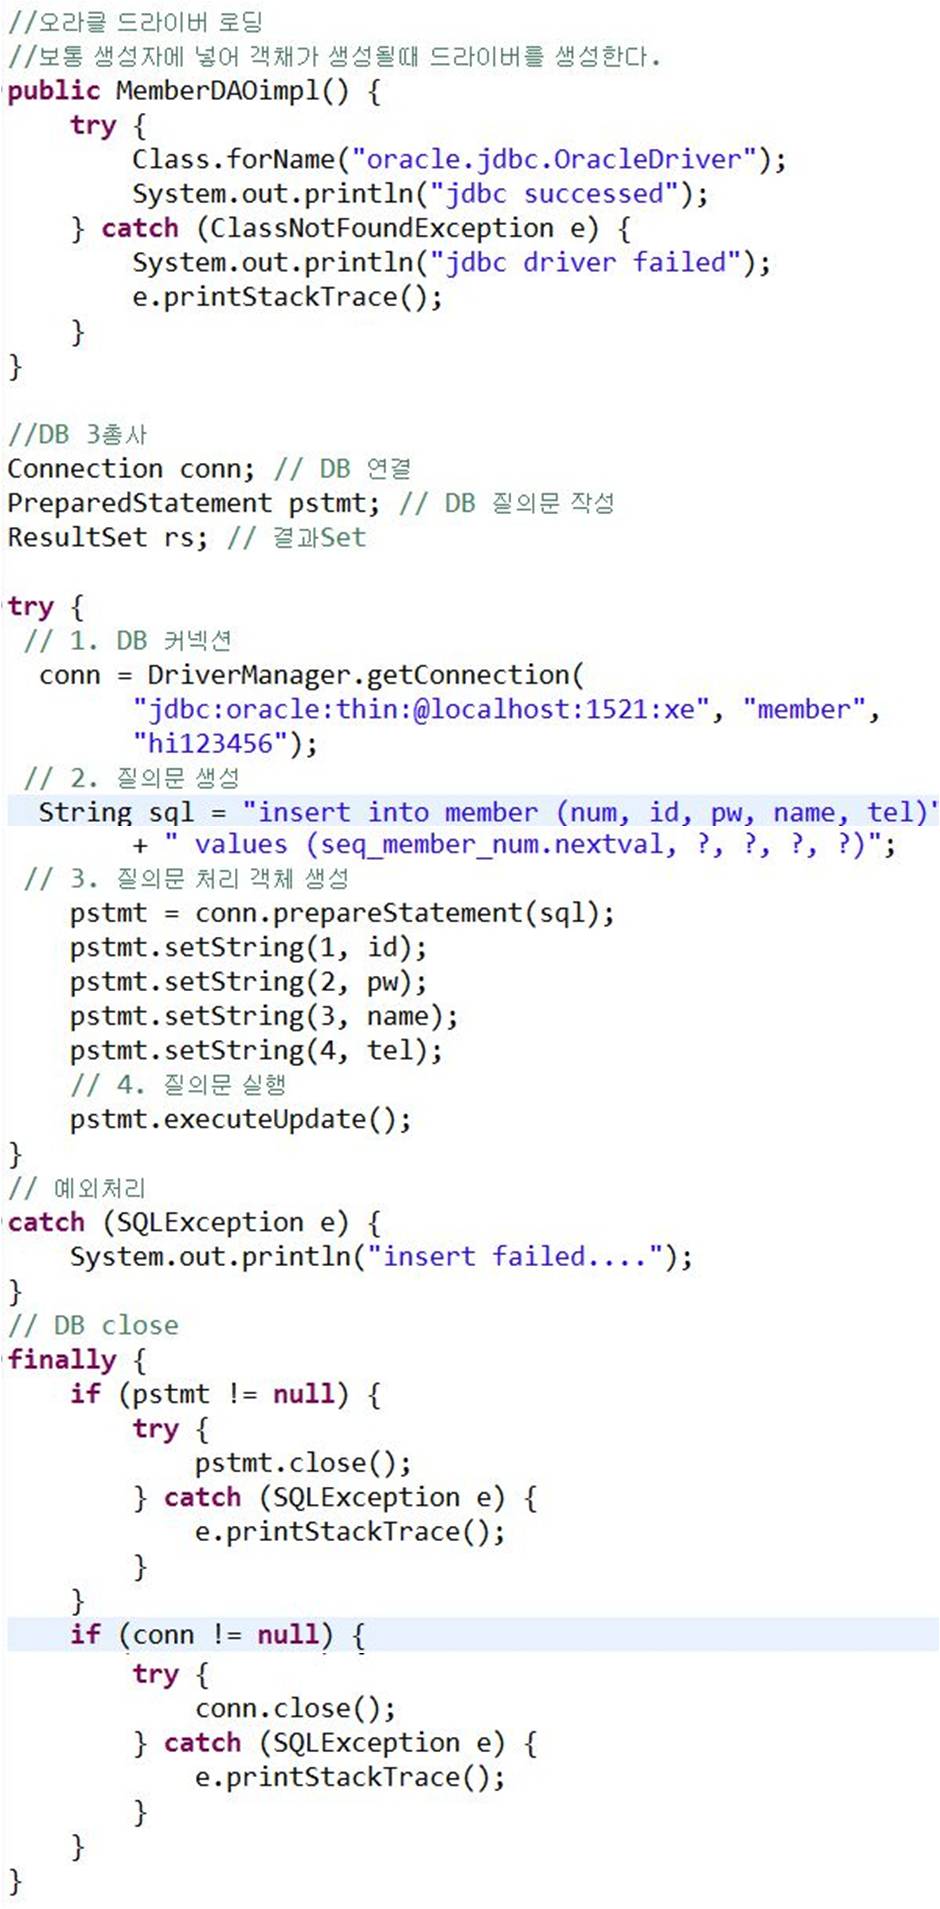 //오라클 드라이버 로딩
//보통 생성자에 넣어 객채가 생성될때 드라이버를 생성한다.
public MemberDAOimpl() {
    try {
        Class.forName("oracle.jdbc.OracleDriver");
        System.out.println("jdbc successed");
    } catch (ClassNotFoundException e) {
        System.out.println("jdbc driver failed");
        e.printStackTrace();
    }
}

//DB 3총사
Connection conn; // DB 연결
PreparedStatement pstmt; // DB 질의문 작성
ResultSet rs; // 결과Set

try {
 // 1. DB 커넥션
  conn = DriverManager.getConnection(
        "jdbc:oracle:thin:@localhost:1521:xe", "member",
        "hi123456");
 // 2. 질의문 생성
  String sql = "insert into member (num, id, pw, name, tel)"
        + " values (seq_member_num.nextval, ?, ?, ?, ?)";
 // 3. 질의문 처리 객체 생성
    pstmt = conn.prepareStatement(sql);
    pstmt.setString(1, id);
    pstmt.setString(2, pw);
    pstmt.setString(3, name);
    pstmt.setString(4, tel);
    // 4. 질의문 실행
    pstmt.executeUpdate();
}
// 예외처리
catch (SQLException e) {
    System.out.println("insert failed....");
}
// DB close
finally {
    if (pstmt != null) {
        try {
            pstmt.close();
        } catch (SQLException e) {
            e.printStackTrace();
        }
    }
    if (conn != null) {
        try {
            conn.close();
        } catch (SQLException e) {
            e.printStackTrace();
        }
    }
}